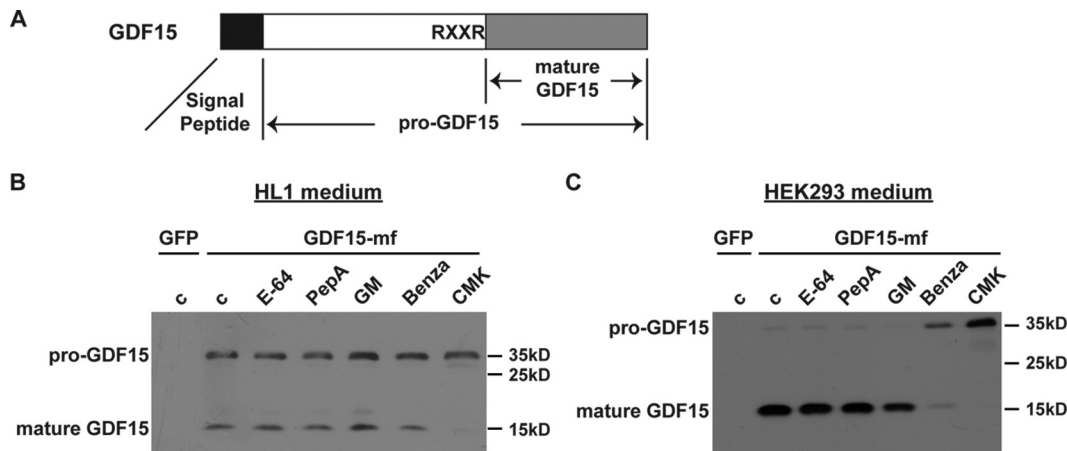 A
GDF15
RXXR
mature
GDF15
Signal
Peptide
pro-GDF15
B
HL1 medium
GFP
GDF15-mf
c
c
E-64
PepA
GM
Benza
CMK
pro-GDF15
35kD
25kD
mature GDF15
15kD
C
HEK293 medium
GFP
GDF15-mf
c
c
E-64
PepA
GM
Benza
CMK
pro-GDF15
35kD
25kD
mature GDF15
15kD